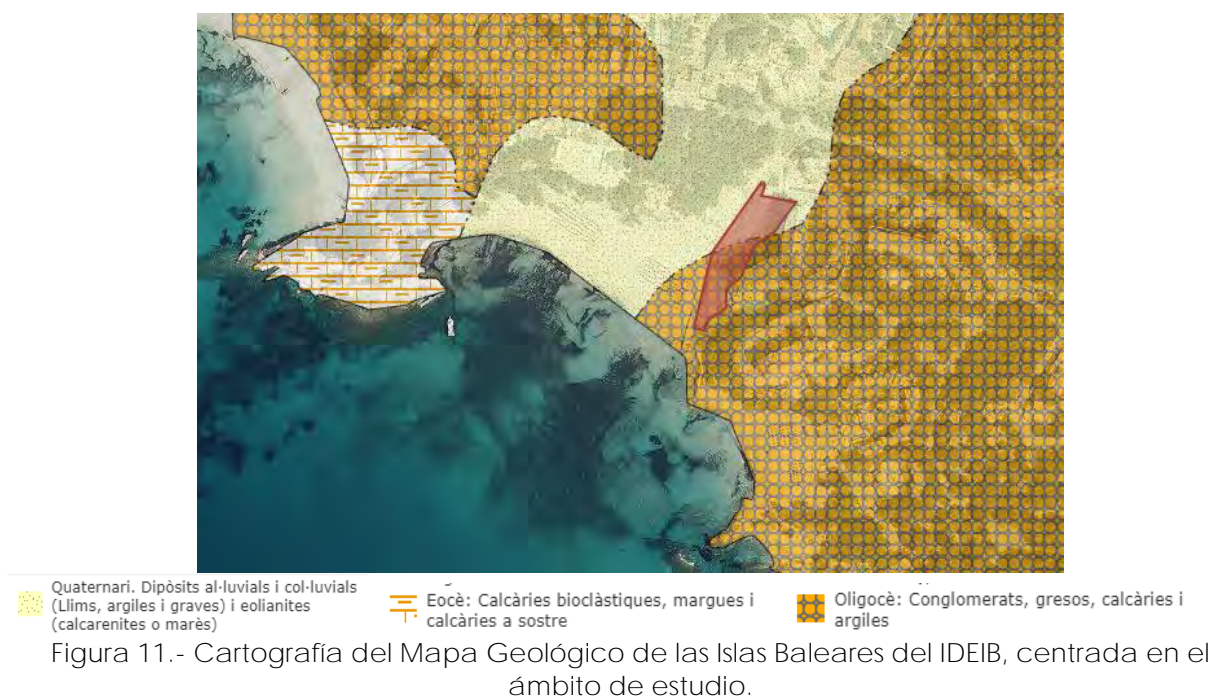 Quaternari. Dipòsits al·luvials i col·luvials
(Llims, argiles i graves) i eolianites
(calcarenites o marès)
Eocè: Calcàries bioclàstiques, margues i
calcàries a sostre
Oligocè: Conglomerats, gresos, calcàries i
argiles
Figura 11.- Cartografía del Mapa Geológico de las Islas Baleares del IDEIB, centrada en el
ámbito de estudio.